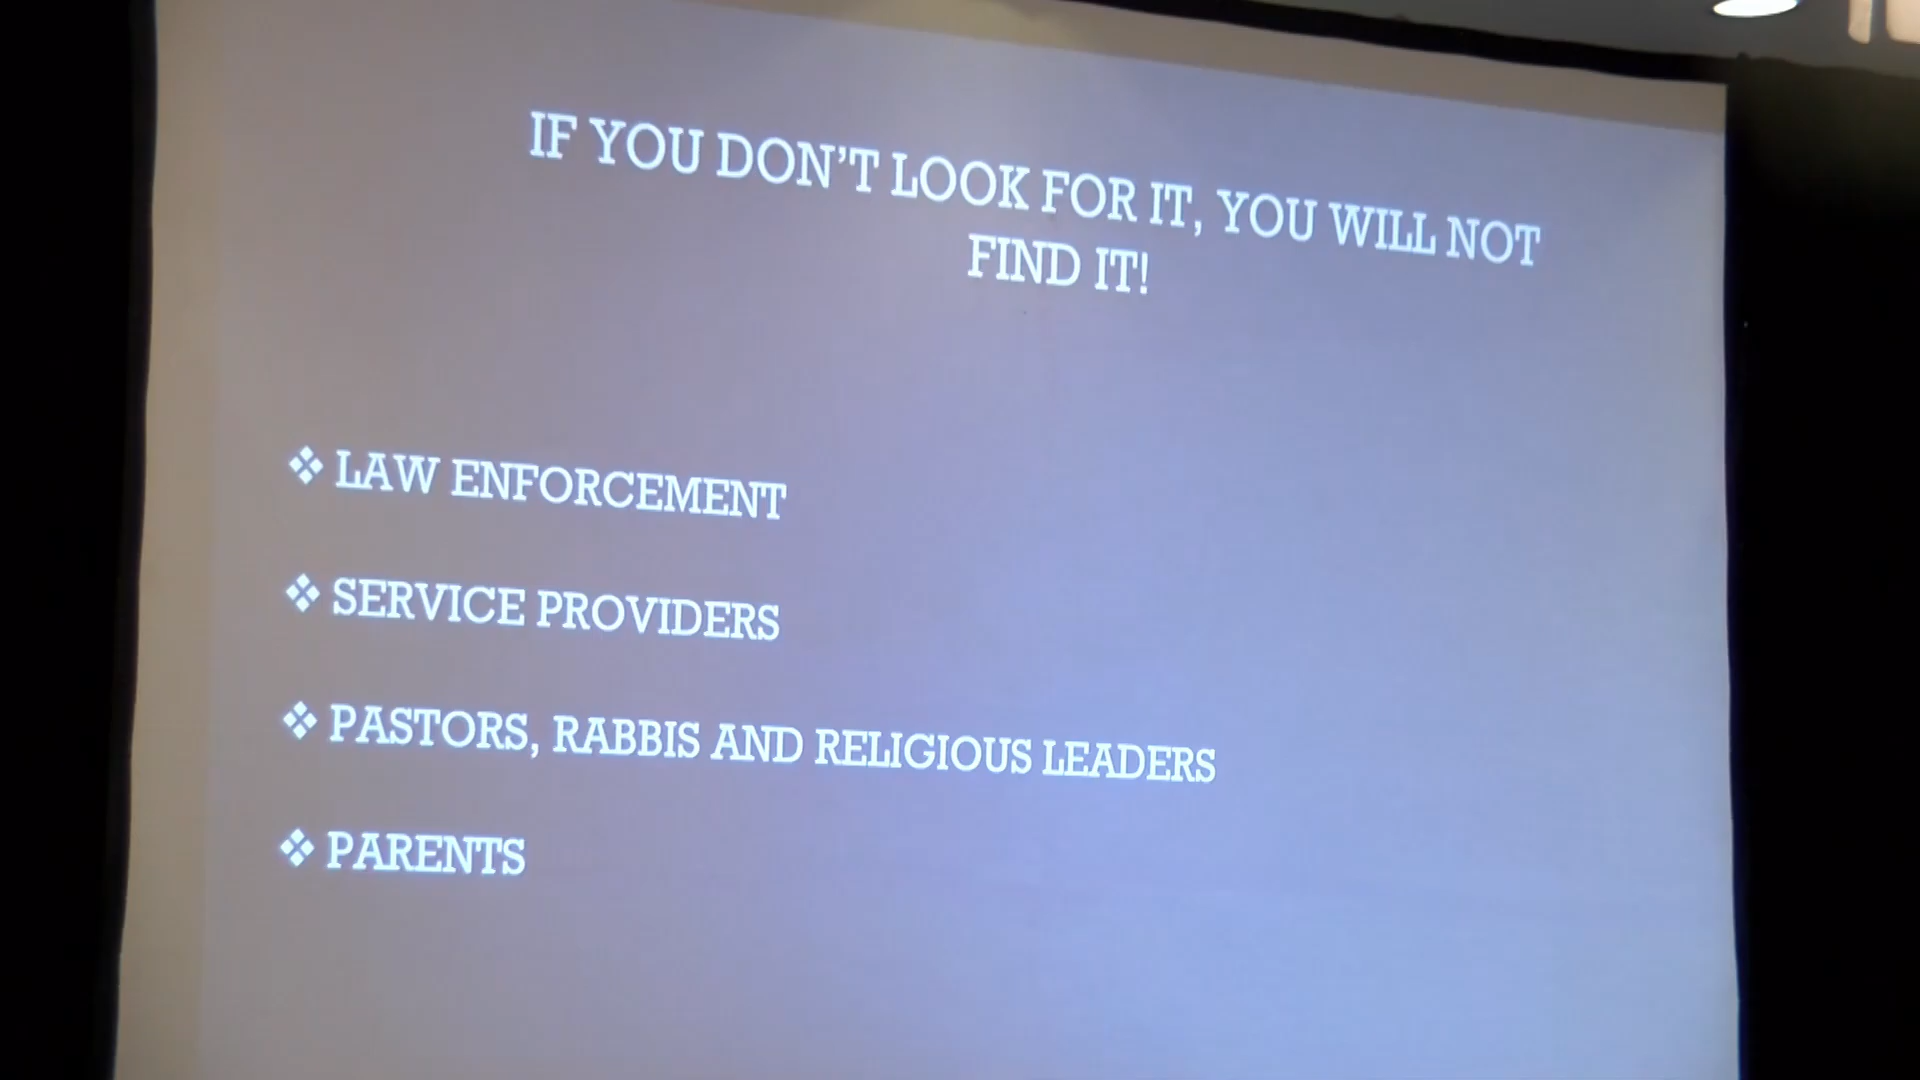 IF YOU DON'T LOOK FOR IT, YOU WILL NOT
FIND IT!
❖ LAW ENFORCEMENT
❖ SERVICE PROVIDERS
❖ PASTORS, RABBIS AND RELIGIOUS LEADERS
❖ PARENTS